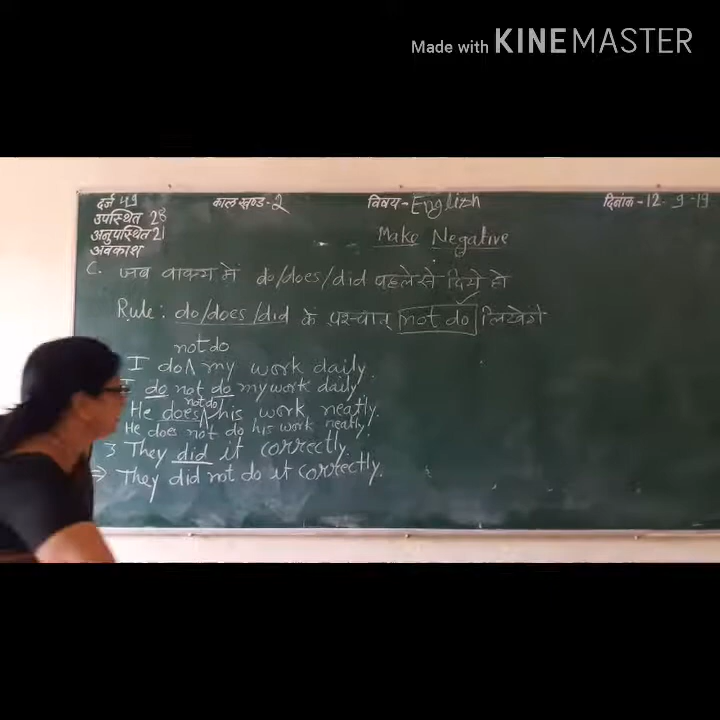 Made with KINEMASTER
दर्ज 49 काल खण्ड - 2 विषय - English दिनांक - 12 - 9 - 19
उपस्थित 28
अनुपस्थित 21 Make Negative
अवकाश
C. जब वाक्य में do/does/did पहले से दिये हो
Rule: do/does/did के पश्चात् not do लिखेंगे
not do
I do ∧ my work daily.
I do not do my work daily
not do
He does ∧ his work neatly.
He does not do his work neatly.
3 They did it correctly.
⇒ They did not do it correctly.